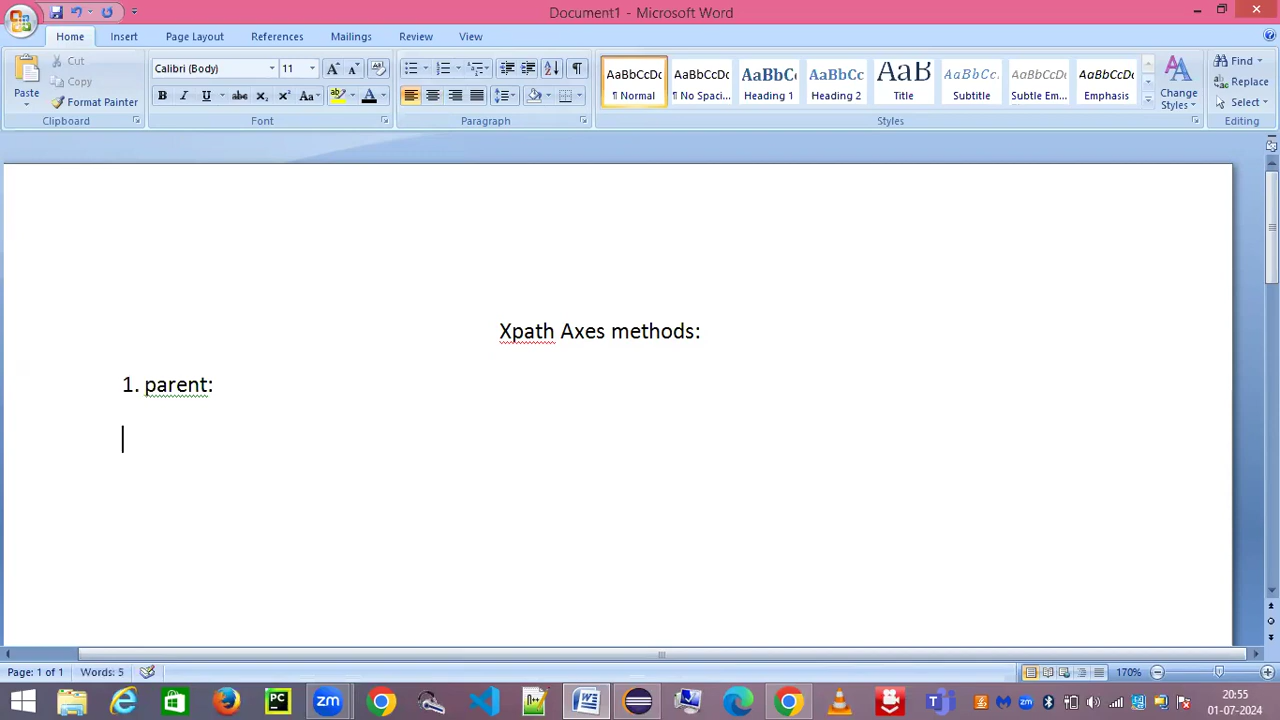 Document1 - Microsoft Word
Home Insert Page Layout References Mailings Review View
Paste
Cut
Copy
Format Painter
Clipboard
Calibri (Body) 11
Font
Paragraph
AaBbCcDc AaBbCcDc AaBbC‍c AaBbCc AaB AaBbCc. AaBbCcDc AaBbCcDc
¶ Normal ¶ No Spaci... Heading 1 Heading 2 Title Subtitle Subtle Em... Emphasis
Change Styles
Styles
Find
Replace
Select
Editing
Xpath Axes methods:
1. parent:
Page: 1 of 1 Words: 5 170%
20:55
01-07-2024